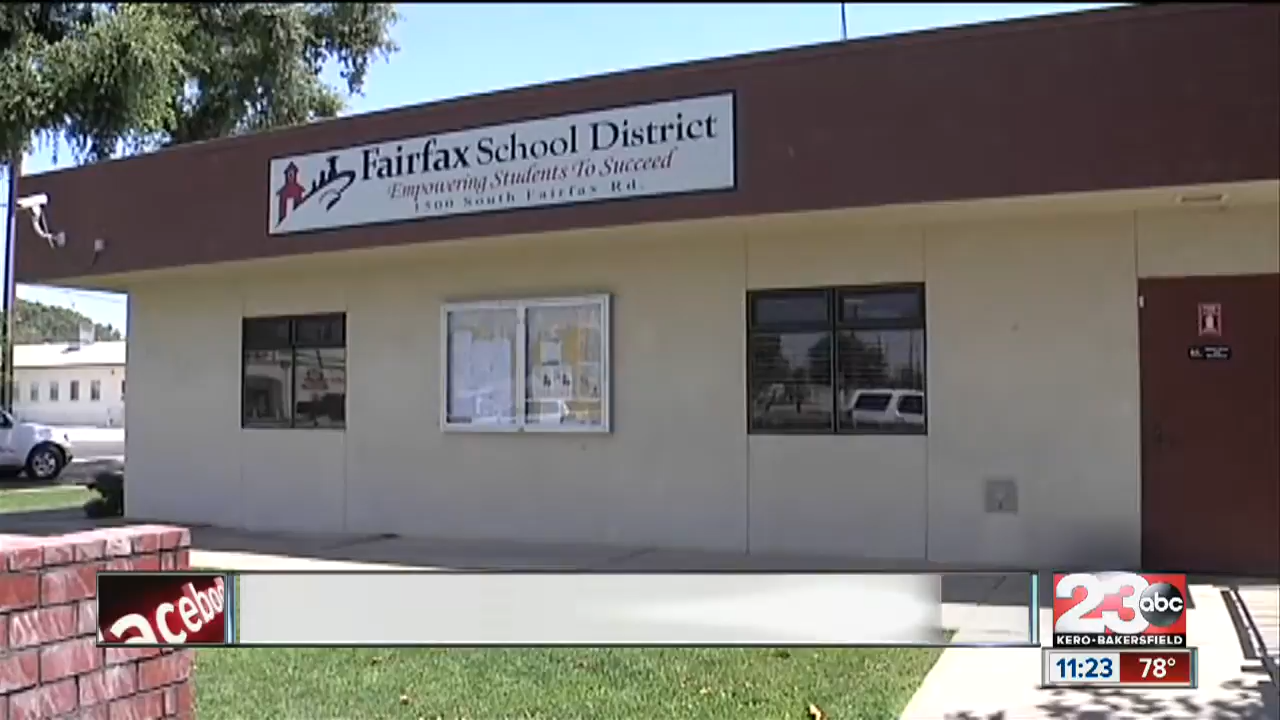 Fairfax School District
Empowering Students To Succeed
1500 South Fairfax Rd.
acebo
23 abc
KERO-BAKERSFIELD
11:23 78°